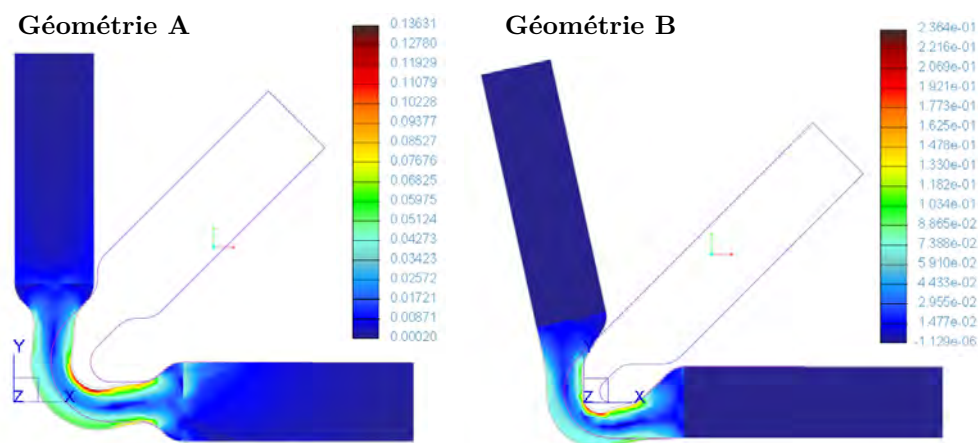 Géométrie A
0.13631
0.12780
0.11929
0.11079
0.10228
0.09377
0.08527
0.07676
0.06825
0.05975
0.05124
0.04273
0.03423
0.02572
0.01721
0.00871
0.00020
Y
Z
X
Géométrie B
2.364e-01
2.216e-01
2.069e-01
1.921e-01
1.773e-01
1.625e-01
1.478e-01
1.330e-01
1.182e-01
1.034e-01
8.865e-02
7.388e-02
5.910e-02
4.433e-02
2.955e-02
1.477e-02
-1.129e-06
Z
X